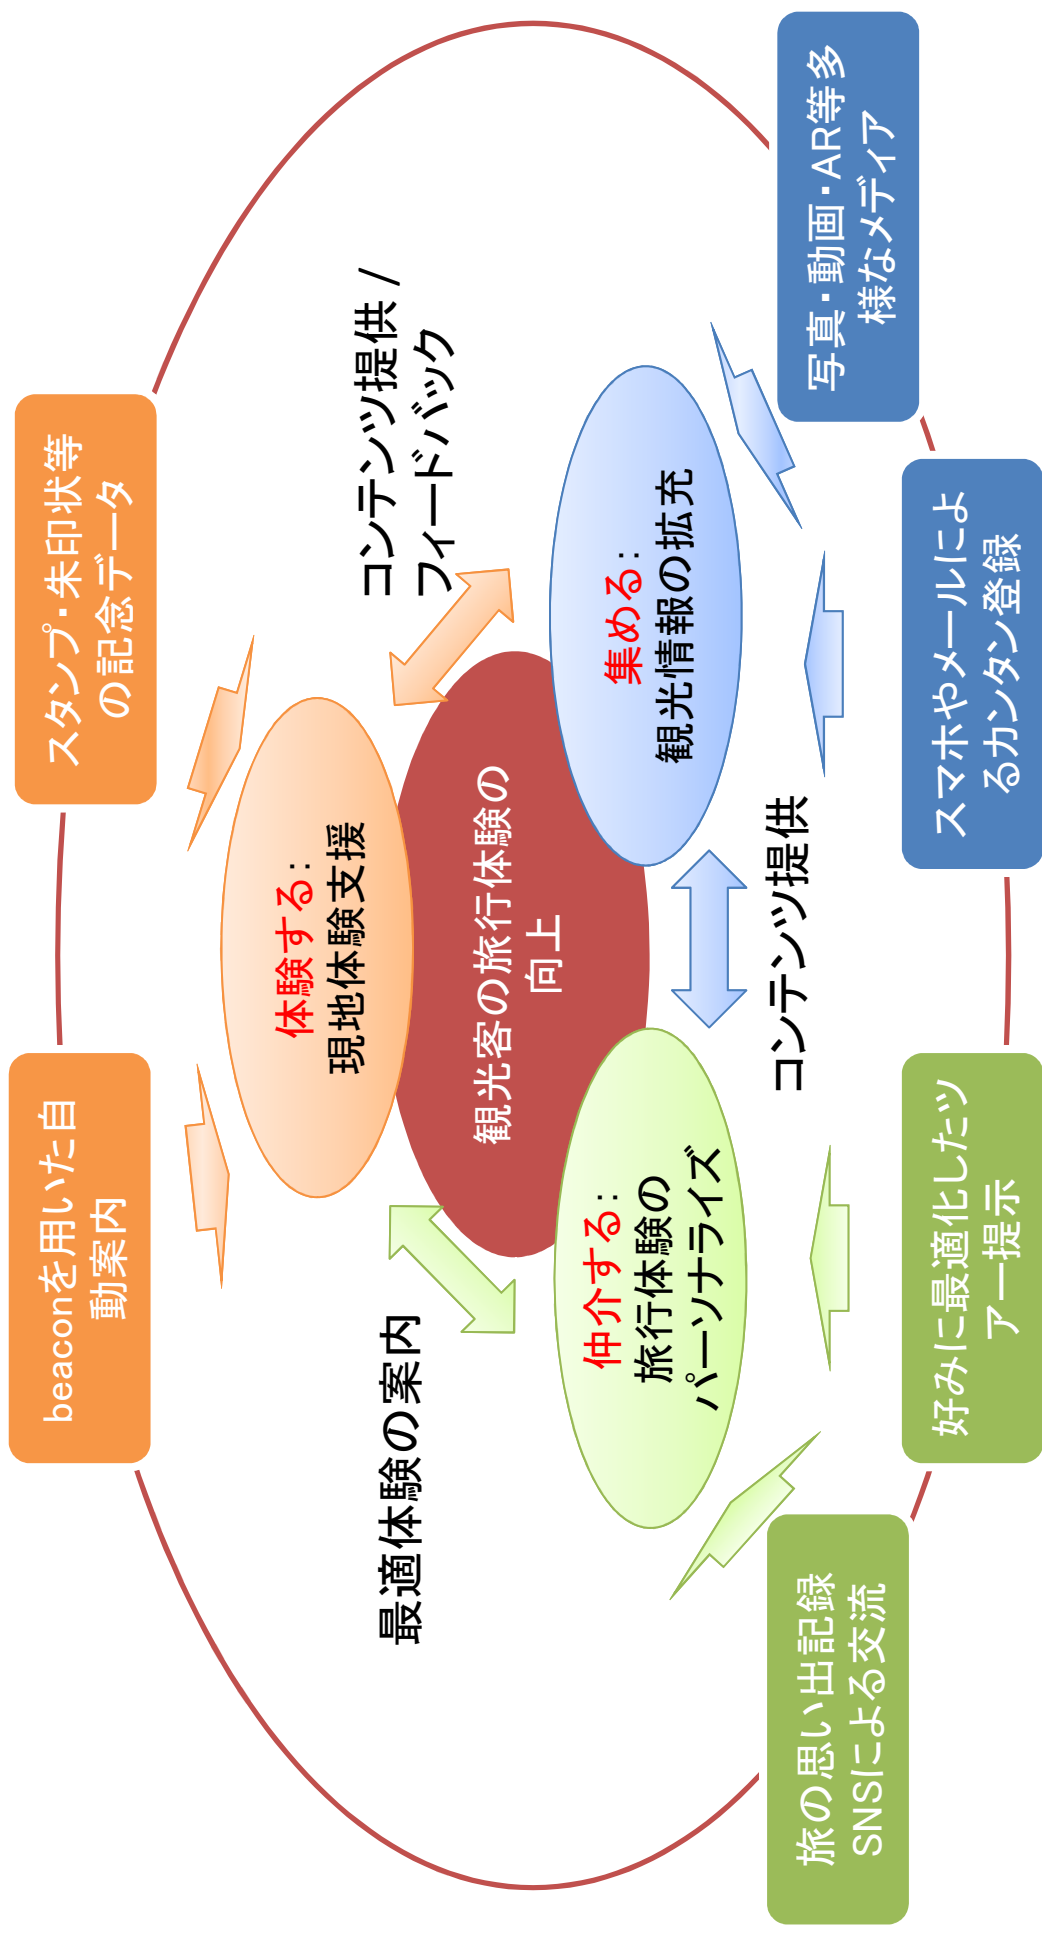 beaconを用いた自
動案内
スタンプ・朱印状等
の記念データ
体験する：
現地体験支援
最適体験の案内
コンテンツ提供 /
フィードバック
観光客の旅行体験の
向上
仲介する：
旅行体験の
パーソナライズ
集める：
観光情報の拡充
コンテンツ提供
旅の思い出記録
SNSによる交流
好みに最適化したツ
アー提示
スマホやメールによ
るカンタン登録
写真・動画・AR等多
様なメディア